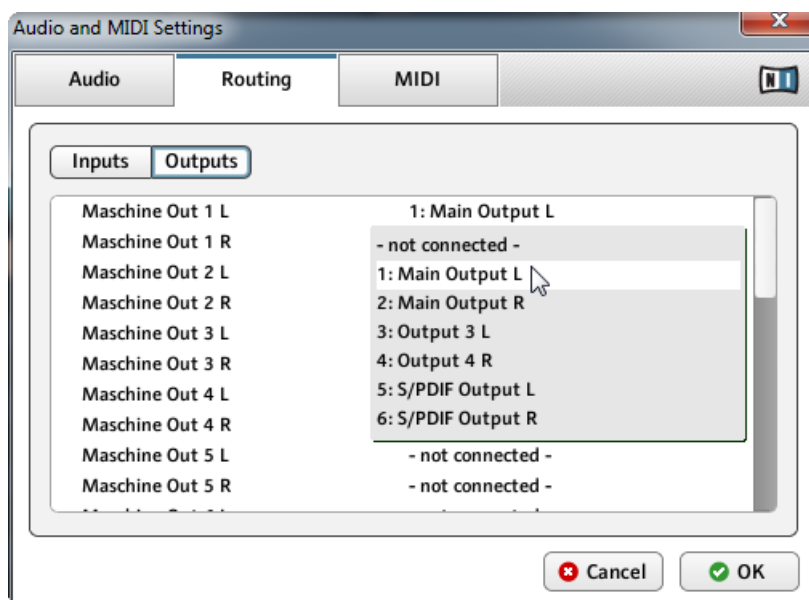 Audio and MIDI Settings
Audio Routing MIDI
NI
Inputs Outputs
Maschine Out 1 L 1: Main Output L
Maschine Out 1 R - not connected -
Maschine Out 2 L 1: Main Output L
Maschine Out 2 R 2: Main Output R
Maschine Out 3 L 3: Output 3 L
Maschine Out 3 R 4: Output 4 R
Maschine Out 4 L 5: S/PDIF Output L
Maschine Out 4 R 6: S/PDIF Output R
Maschine Out 5 L - not connected -
Maschine Out 5 R - not connected -
Cancel OK